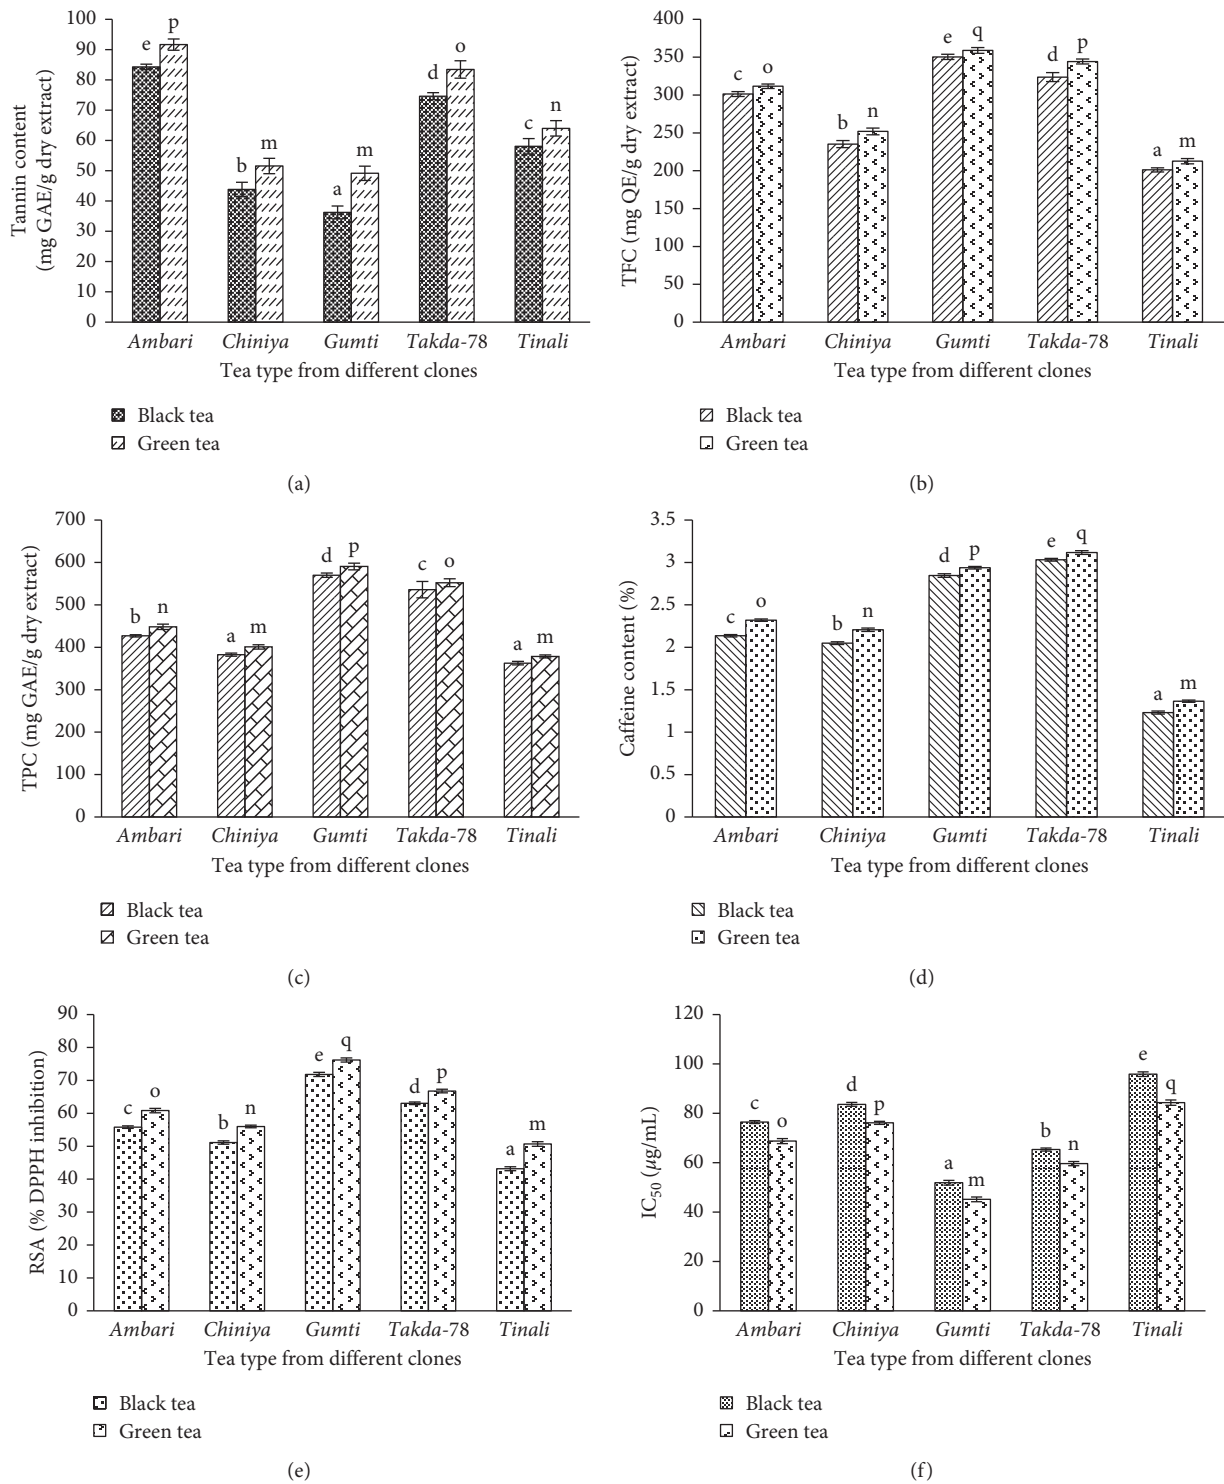 Tannin content
(mg GAE/g dry extract)
100
90
80
70
60
50
40
30
20
10
0
e p
b m
a m
d o
c n
Ambari Chiniya Gumti Takda-78 Tinali
Tea type from different clones
Black tea
Green tea
(a)
TFC (mg QE/g dry extract)
400
350
300
250
200
150
100
50
0
c o
b n
e q
d p
a m
Ambari Chiniya Gumti Takda-78 Tinali
Tea type from different clones
Black tea
Green tea
(b)
TPC (mg GAE/g dry extract)
700
600
500
400
300
200
100
0
b n
a m
d p
c o
a m
Ambari Chiniya Gumti Takda-78 Tinali
Tea type from different clones
Black tea
Green tea
(c)
Caffeine content (%)
3.5
3
2.5
2
1.5
1
0.5
0
c o
b n
d p
e q
a m
Ambari Chiniya Gumti Takda-78 Tinali
Tea type from different clones
Black tea
Green tea
(d)
RSA (% DPPH inhibition)
90
80
70
60
50
40
30
20
10
0
c o
b n
e q
d p
a m
Ambari Chiniya Gumti Takda-78 Tinali
Tea type from different clones
Black tea
Green tea
(e)
IC50 (µg/mL)
120
100
80
60
40
20
0
c o
d p
a m
b n
e q
Ambari Chiniya Gumti Takda-78 Tinali
Tea type from different clones
Black tea
Green tea
(f)